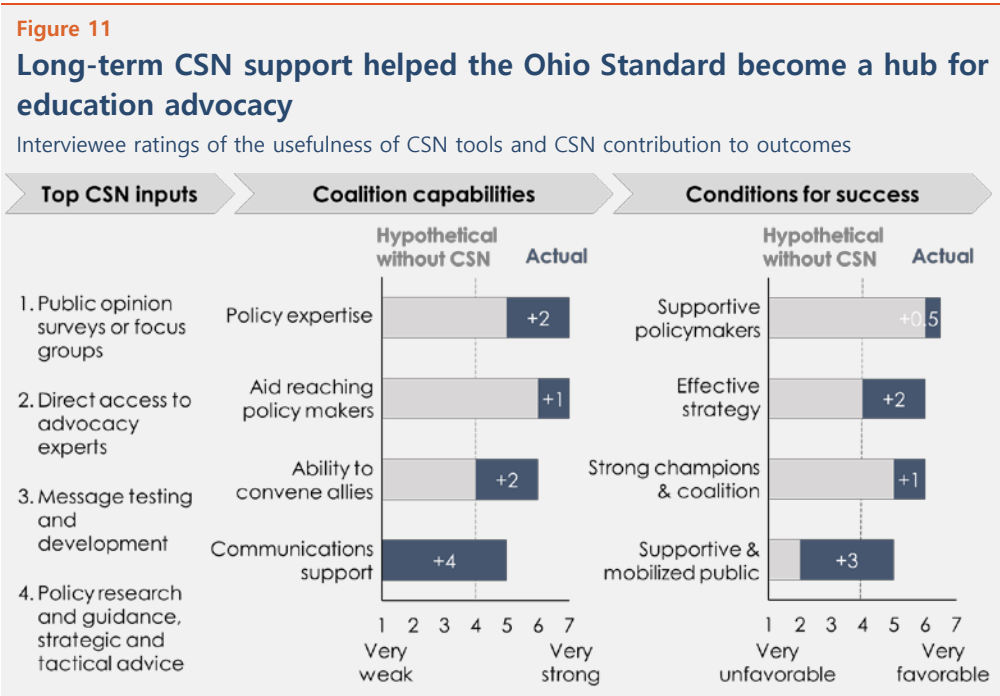 Figure 11
Long-term CSN support helped the Ohio Standard become a hub for
education advocacy
Interviewee ratings of the usefulness of CSN tools and CSN contribution to outcomes
Top CSN inputs
1. Public opinion
surveys or focus
groups
2. Direct access to
advocacy
experts
3. Message testing
and
development
4. Policy research
and guidance,
strategic and
tactical advice
Coalition capabilities
Hypothetical
without CSN
Actual
Policy expertise
+2
Aid reaching
policy makers
+1
Ability to
convene allies
+2
Communications
support
+4
1 2 3 4 5 6 7
Very
weak
Very
strong
Conditions for success
Hypothetical
without CSN
Actual
Supportive
policymakers
+0.5
Effective
strategy
+2
Strong champions
& coalition
+1
Supportive &
mobilized public
+3
1 2 3 4 5 6 7
Very
unfavorable
Very
favorable